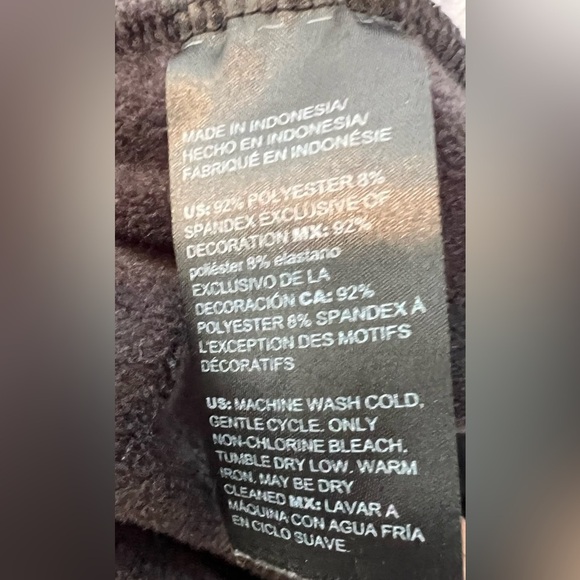 MADE IN INDONESIA/
HECHO EN INDONESIA/
FABRIQUÉ EN INDONÉSIE
US: 92% POLYESTER 8%
SPANDEX EXCLUSIVE OF
DECORATION MX: 92%
poliéster 8% elastano
EXCLUSIVO DE LA
DECORACIÓN CA: 92%
POLYESTER 8% SPANDEX À
L'EXCEPTION DES MOTIFS
DÉCORATIFS
US: MACHINE WASH COLD,
GENTLE CYCLE. ONLY
NON-CHLORINE BLEACH.
TUMBLE DRY LOW. WARM
IRON. MAY BE DRY
CLEANED MX: LAVAR A
MÁQUINA CON AGUA FRÍA
EN CICLO SUAVE.